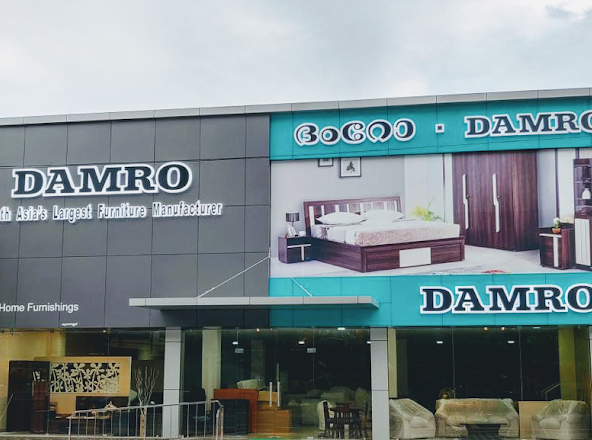 ദംറോ ▪ DAMRO
DAMRO
th Asia's Largest Furniture Manufacturer
DAMRO
Home Furnishings